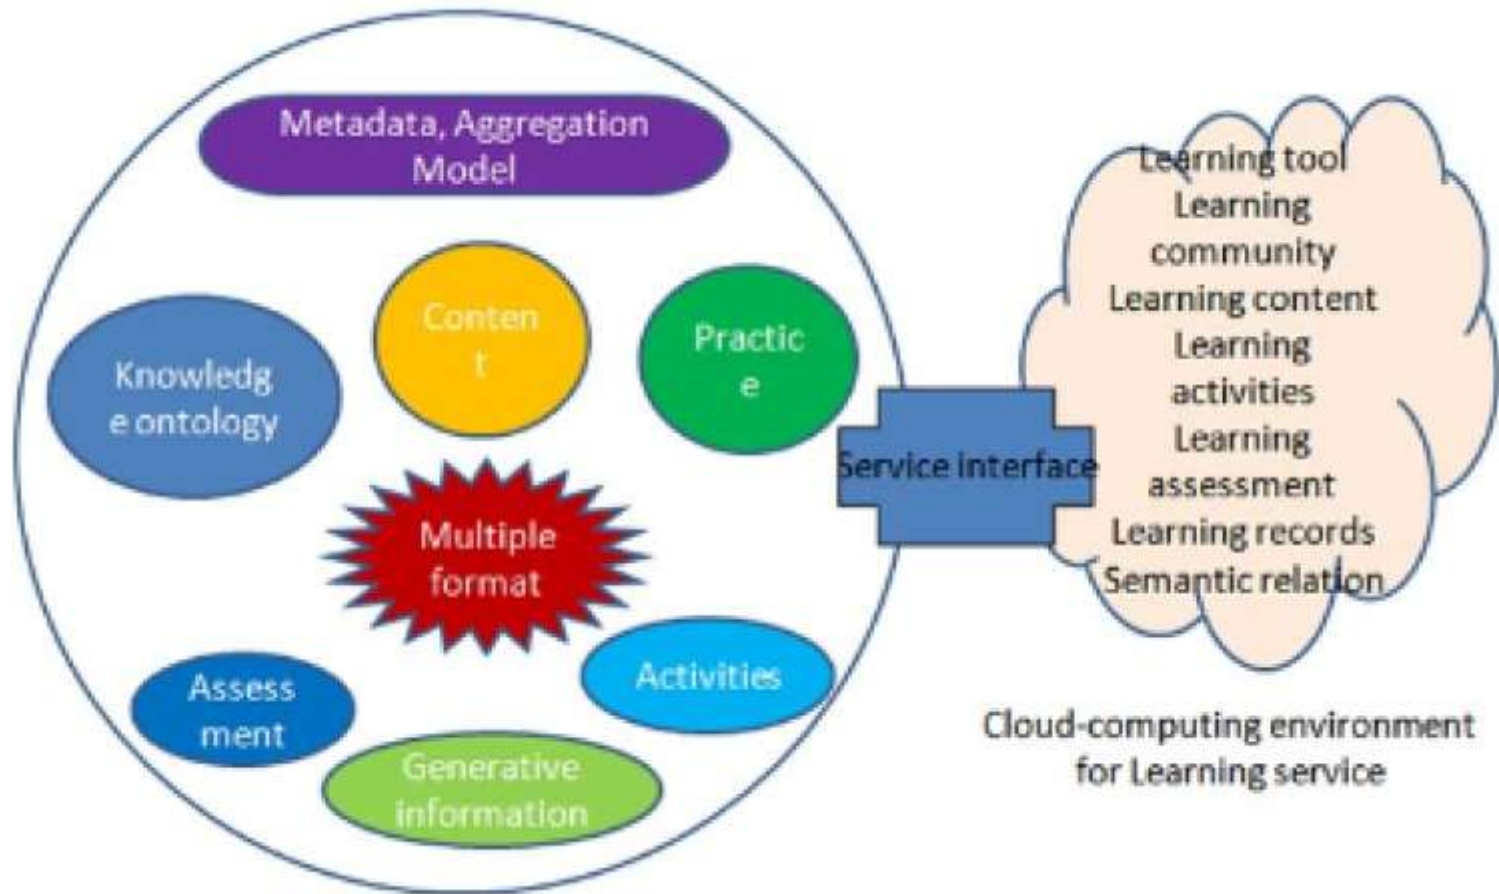 Metadata, Aggregation
Model
Conten
t
Practic
e
Knowledg
e ontology
Multiple
format
Assess
ment
Activities
Generative
information
Service interface
Learning tool
Learning
community
Learning content
Learning
activities
Learning
assessment
Learning records
Semantic relation
Cloud-computing environment
for Learning service